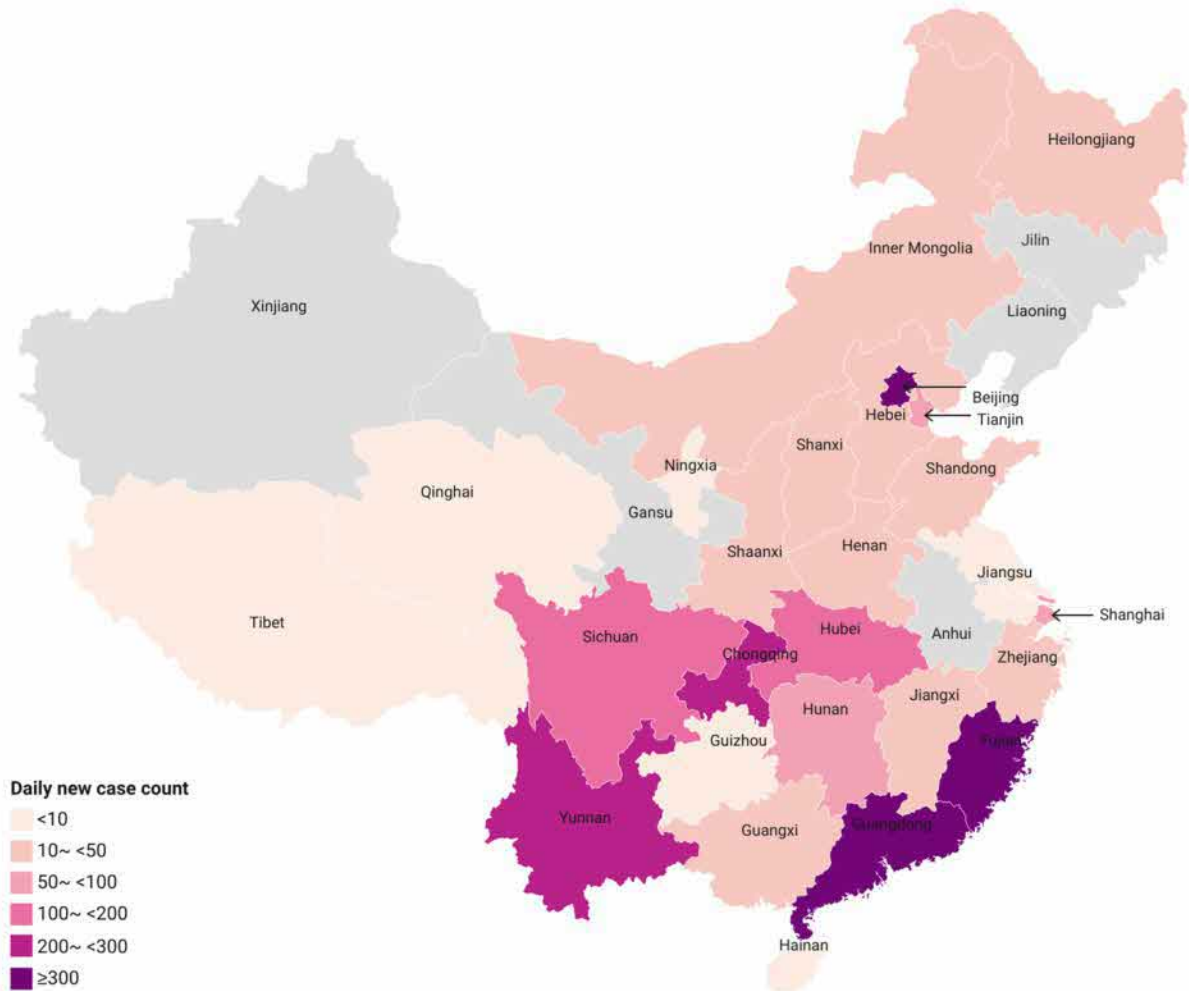 Heilongjiang
Jilin
Inner Mongolia
Xinjiang
Liaoning
Beijing
Hebei
Tianjin
Shanxi
Ningxia
Shandong
Qinghai
Gansu
Shaanxi
Henan
Jiangsu
Tibet
Shanghai
Sichuan
Hubei
Anhui
Chongqing
Zhejiang
Jiangxi
Hunan
Guizhou
Fujian
Daily new case count
<10
Yunnan
Guangdong
Guangxi
10~ <50
50~ <100
100~ <200
200~ <300
Hainan
≥300